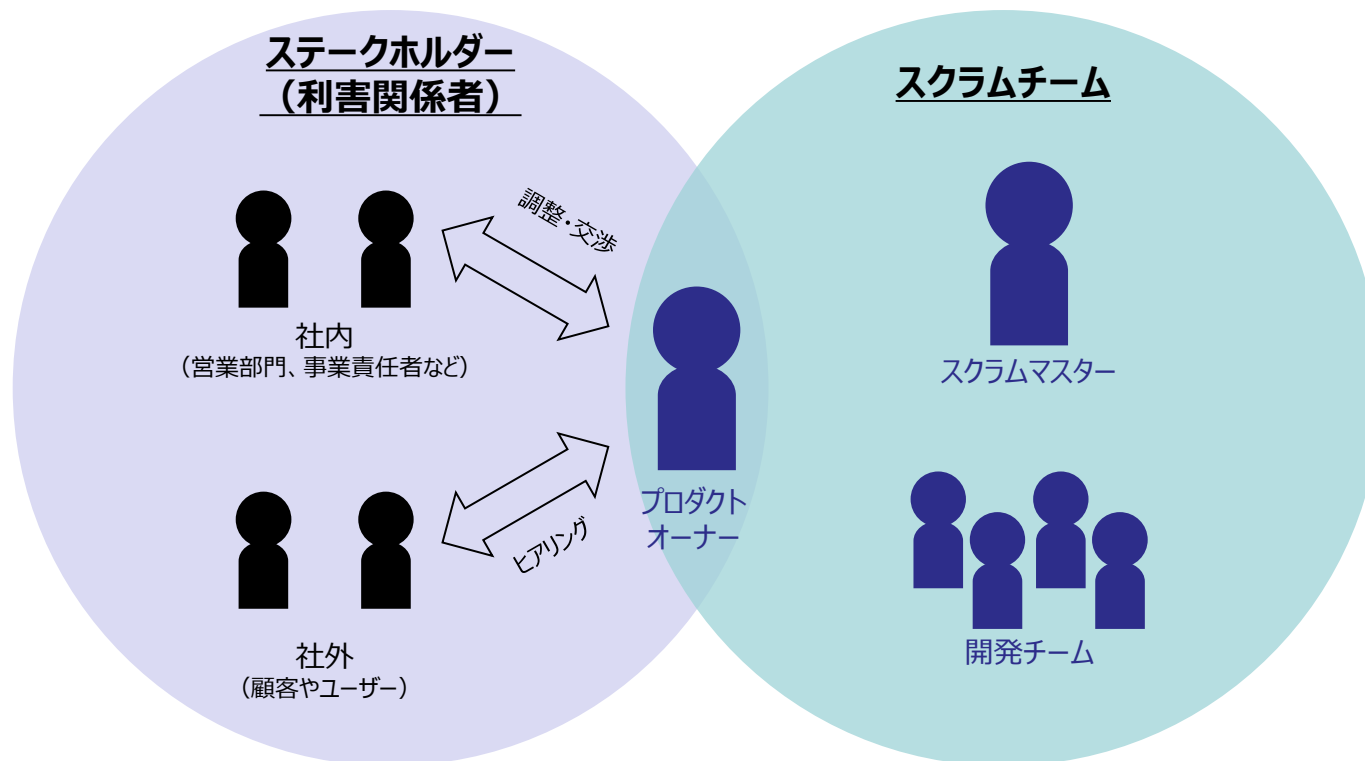 ステークホルダー
（利害関係者）
スクラムチーム
調整・交渉
社内
（営業部門、事業責任者など）
スクラムマスター
プロダクト
オーナー
ヒアリング
社外
（顧客やユーザー）
開発チーム